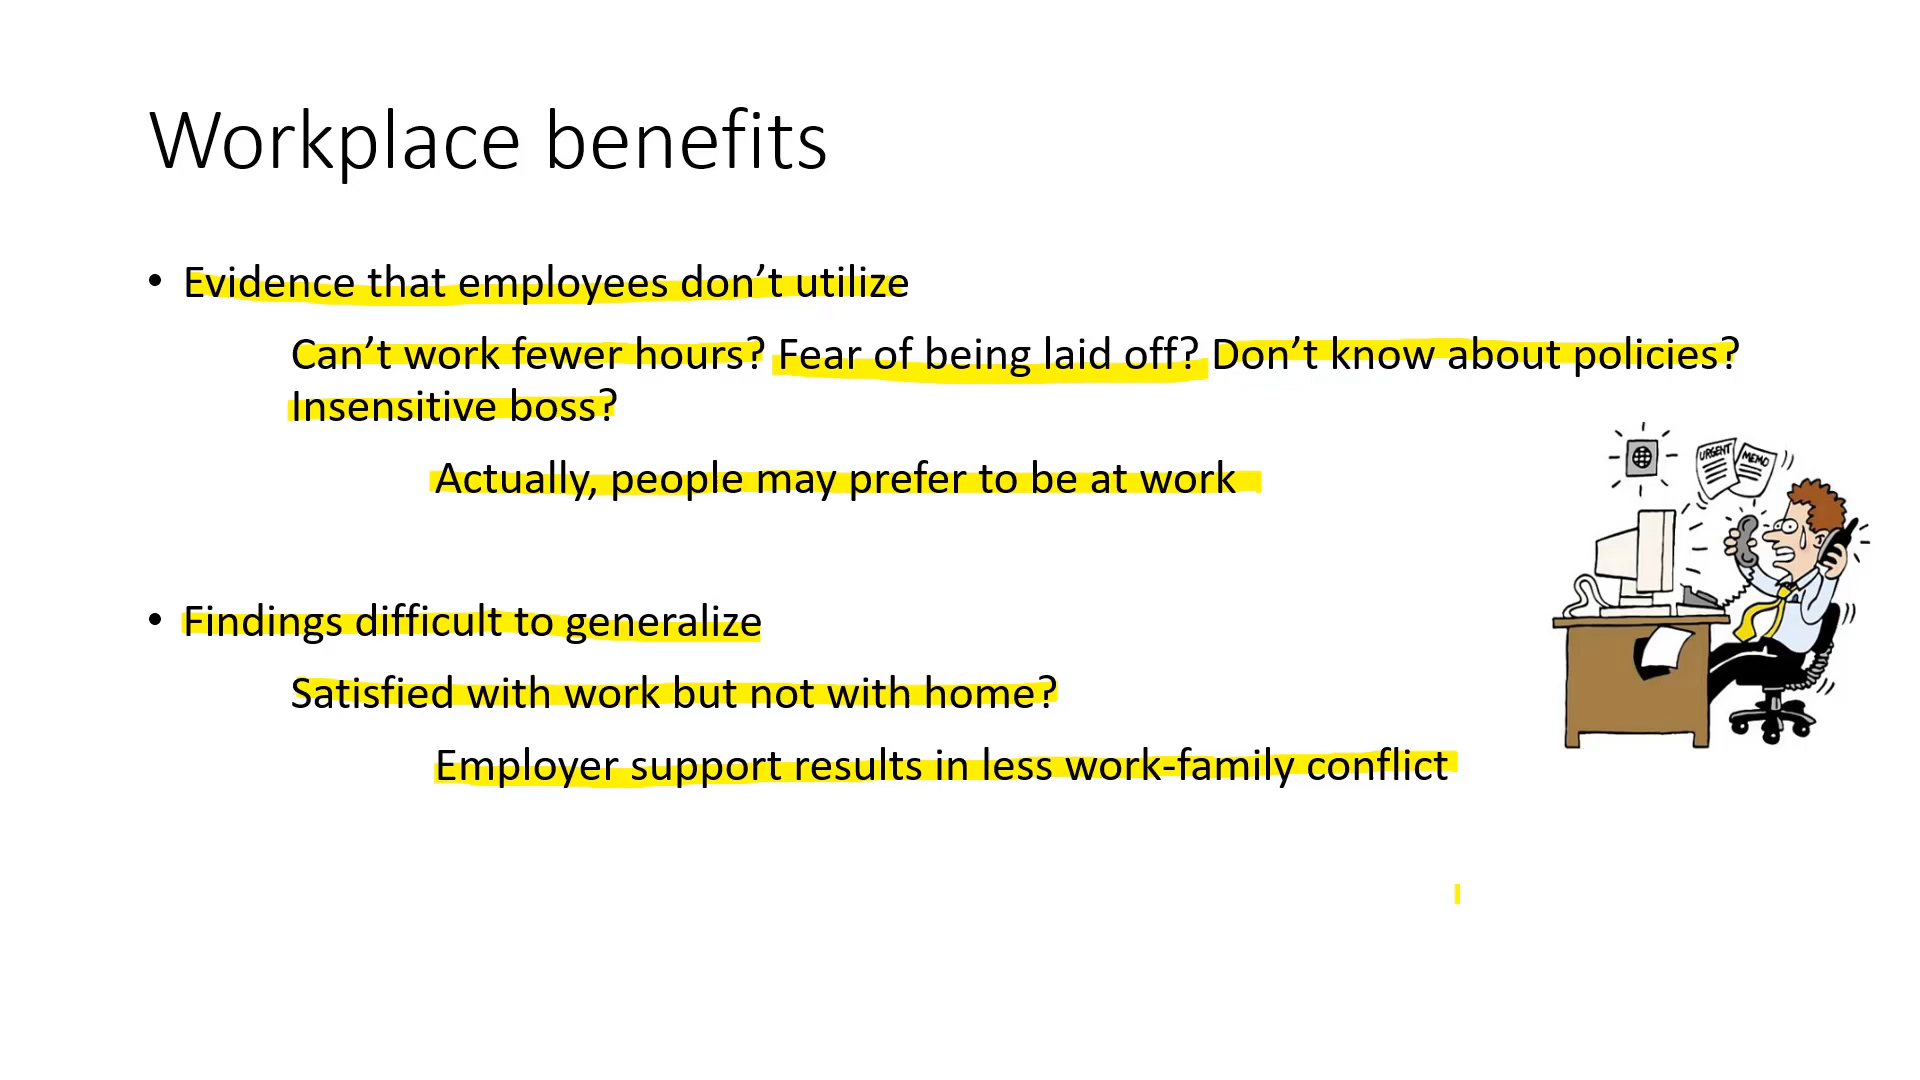 Workplace benefits
• Evidence that employees don’t utilize
Can’t work fewer hours? Fear of being laid off? Don’t know about policies?
Insensitive boss?
Actually, people may prefer to be at work
URGENT
MEMO
• Findings difficult to generalize
Satisfied with work but not with home?
Employer support results in less work-family conflict